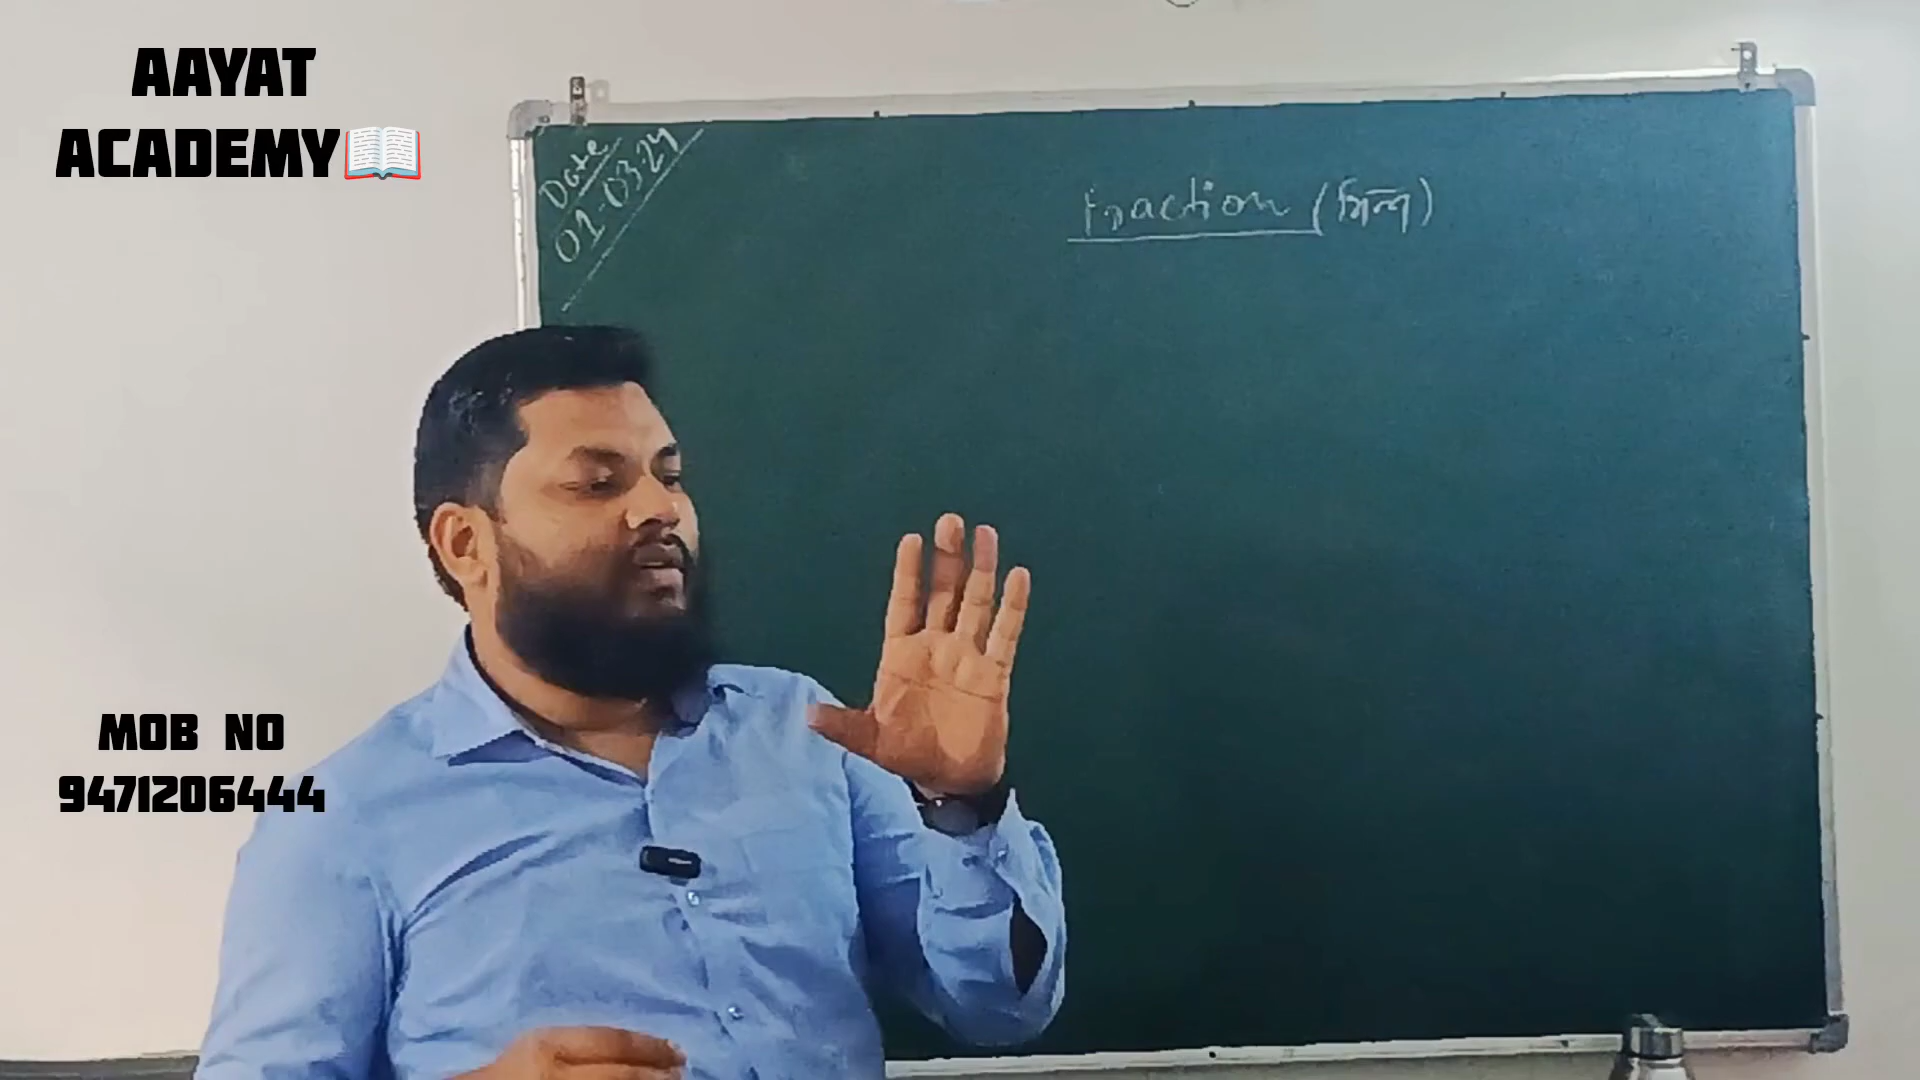 AAYAT
ACADEMY
Date
01-03-24
Fraction (भिन्न)
MOB NO
9471206444